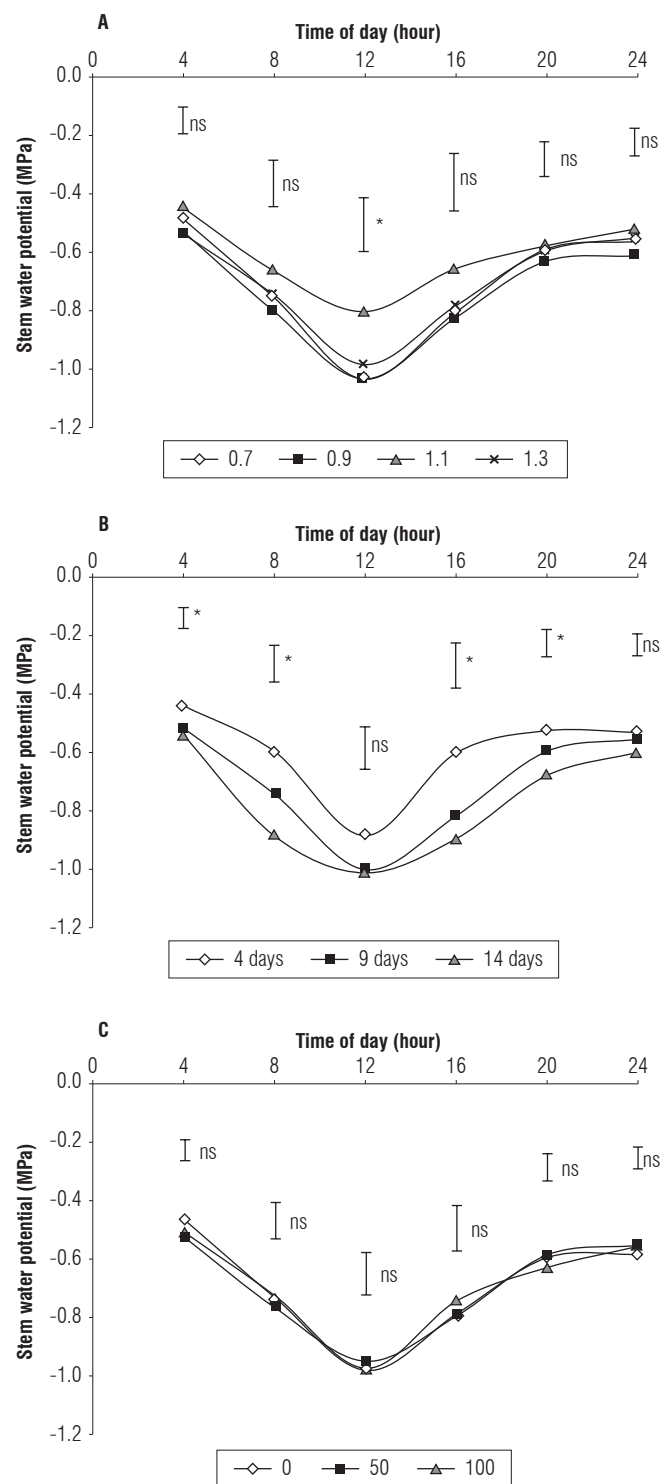 A
Time of day (hour)
0 4 8 12 16 20 24
0.0
-0.2
-0.4
-0.6
-0.8
-1.0
-1.2
Stem water potential (MPa)
ns
ns
*
ns
ns
ns
0.7 0.9 1.1 1.3
B
Time of day (hour)
0 4 8 12 16 20 24
0.0
-0.2
-0.4
-0.6
-0.8
-1.0
-1.2
Stem water potential (MPa)
*
*
ns
*
*
ns
4 days 9 days 14 days
C
Time of day (hour)
0 4 8 12 16 20 24
0.0
-0.2
-0.4
-0.6
-0.8
-1.0
-1.2
Stem water potential (MPa)
ns
ns
ns
ns
ns
ns
0 50 100